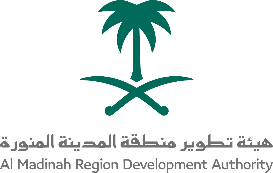 هيئة تطوير منطقة المدينة المنورة
Al Madinah Region Development Authority